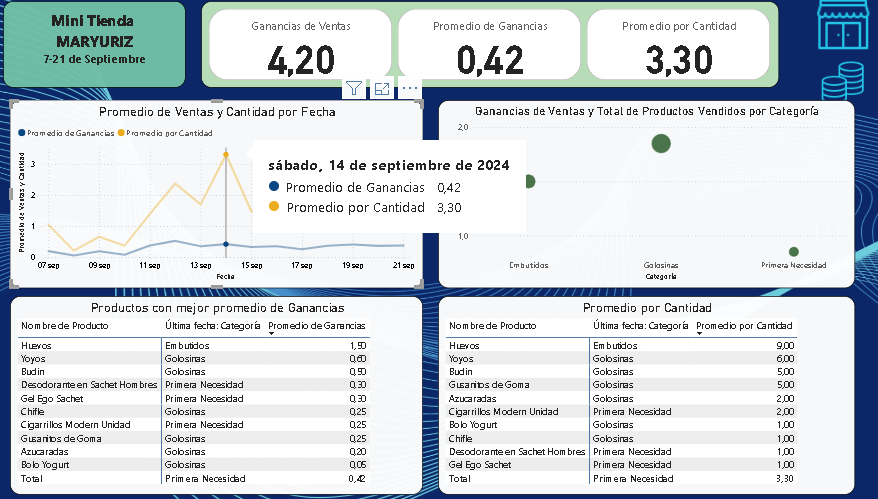 Mini Tienda
MARYURIZ
7-21 de Septiembre
Ganancias de Ventas
4,20
Promedio de Ganancias
0,42
Promedio por Cantidad
3,30
Promedio de Ventas y Cantidad por Fecha
Promedio de Ganancias Promedio por Cantidad
Promedio de Ventas y Cantidad
3
2
1
0
07 sep 09 sep 11 sep 13 sep 15 sep 17 sep 19 sep 21 sep
Fecha
sábado, 14 de septiembre de 2024
Promedio de Ganancias 0,42
Promedio por Cantidad 3,30
Ganancias de Ventas y Total de Productos Vendidos por Categoría
2,0
1,0
Embutidos Golosinas Primera Necesidad
Categoría
Productos con mejor promedio de Ganancias
Nombre de Producto Última fecha: Categoría Promedio de Ganancias
Huevos Embutidos 1,50
Yoyos Golosinas 0,60
Budin Golosinas 0,50
Desodorante en Sachet Hombres Primera Necesidad 0,30
Gel Ego Sachet Primera Necesidad 0,30
Chifle Golosinas 0,25
Cigarrillos Modern Unidad Primera Necesidad 0,25
Gusanitos de Goma Golosinas 0,25
Azucaradas Golosinas 0,20
Bolo Yogurt Golosinas 0,05
Total Primera Necesidad 0,42
Promedio por Cantidad
Nombre de Producto Última fecha: Categoría Promedio por Cantidad
Huevos Embutidos 9,00
Yoyos Golosinas 6,00
Budin Golosinas 5,00
Gusanitos de Goma Golosinas 5,00
Azucaradas Golosinas 2,00
Cigarrillos Modern Unidad Primera Necesidad 2,00
Bolo Yogurt Golosinas 1,00
Chifle Golosinas 1,00
Desodorante en Sachet Hombres Primera Necesidad 1,00
Gel Ego Sachet Primera Necesidad 1,00
Total Primera Necesidad 3,30